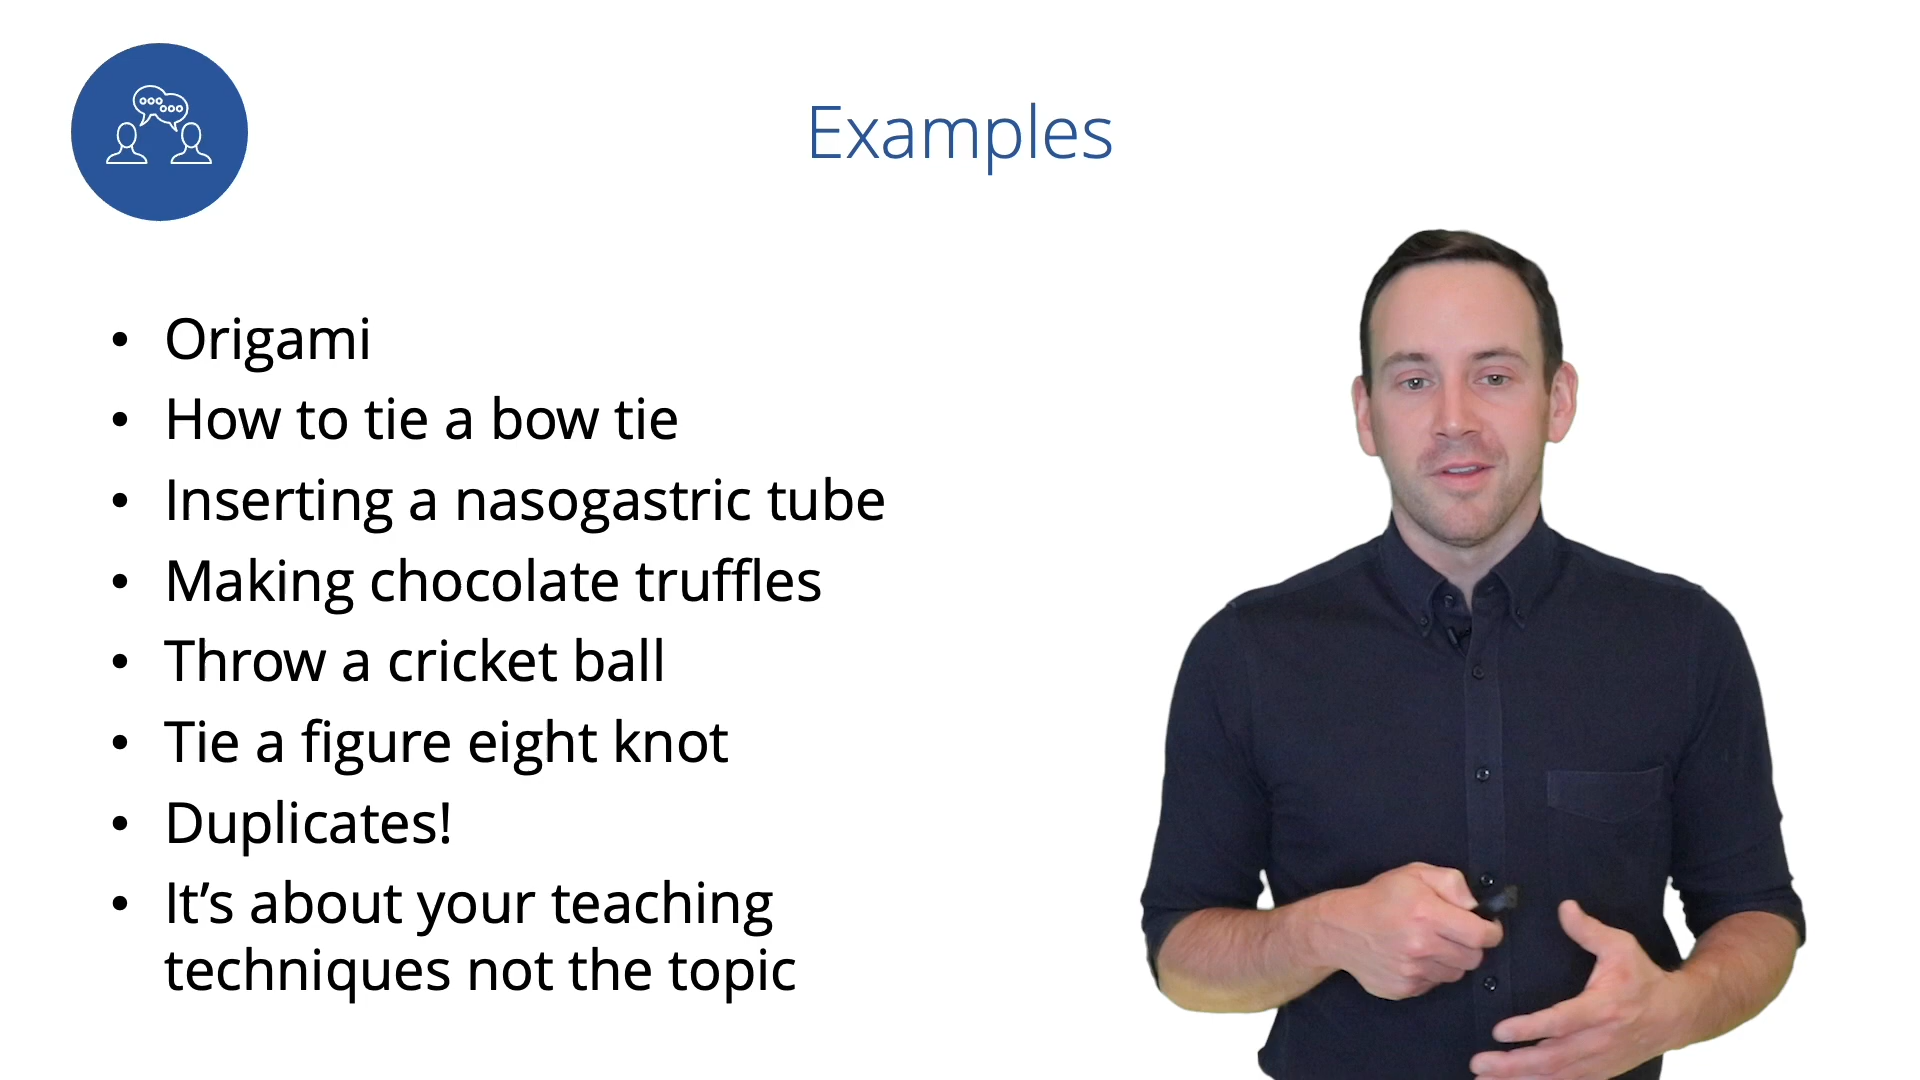 Examples
• Origami
• How to tie a bow tie
• Inserting a nasogastric tube
• Making chocolate truffles
• Throw a cricket ball
• Tie a figure eight knot
• Duplicates!
• It’s about your teaching
techniques not the topic